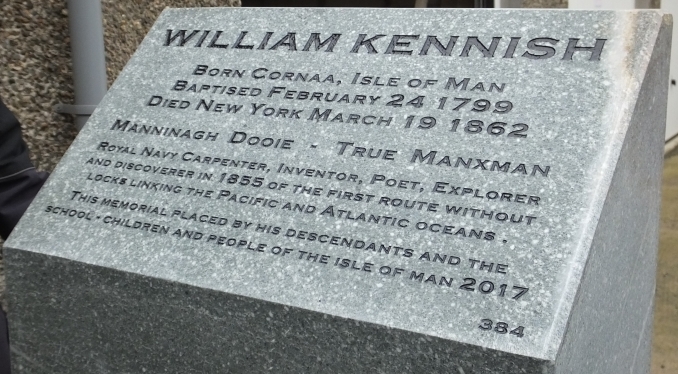 WILLIAM KENNISH
BORN CORNAA, ISLE OF MAN
BAPTISED FEBRUARY 24 1799
DIED NEW YORK MARCH 19 1862
MANNINAGH DOOIE - TRUE MANXMAN
ROYAL NAVY CARPENTER, INVENTOR, POET, EXPLORER
AND DISCOVERER IN 1855 OF THE FIRST ROUTE WITHOUT
LOCKS LINKING THE PACIFIC AND ATLANTIC OCEANS.
THIS MEMORIAL PLACED BY HIS DESCENDANTS AND THE
SCHOOL-CHILDREN AND PEOPLE OF THE ISLE OF MAN 2017
384